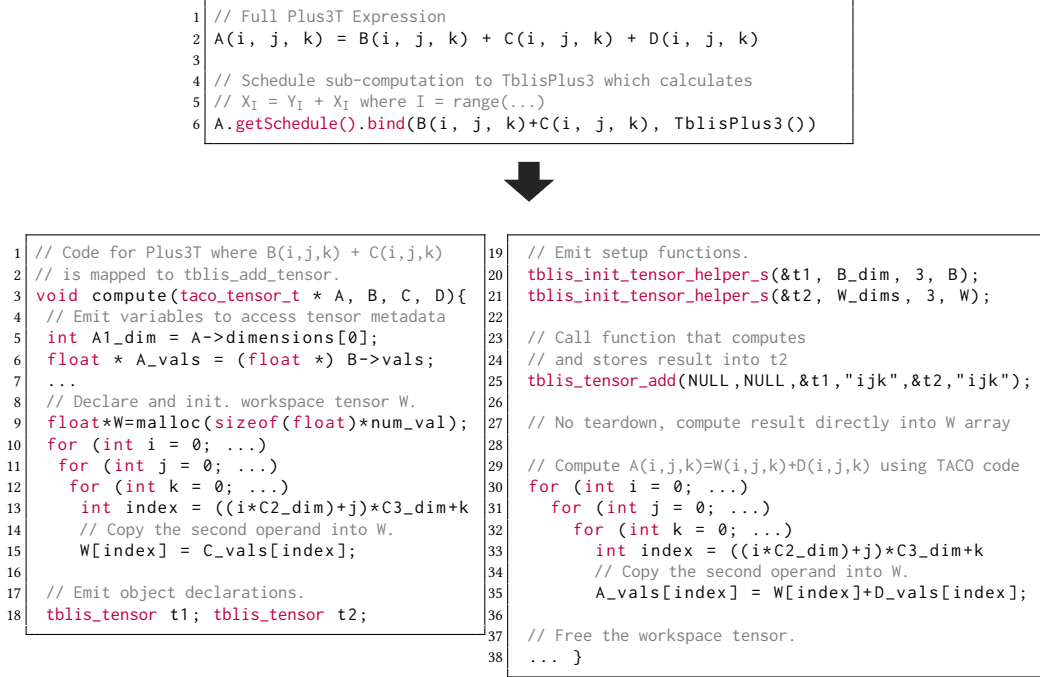 1 // Full Plus3T Expression
2 A(i, j, k) = B(i, j, k) + C(i, j, k) + D(i, j, k)
3
4 // Schedule sub-computation to TblisPlus3 which calculates
5 // X_I = Y_I + X_I where I = range(...)
6 A.getSchedule().bind(B(i, j, k)+C(i, j, k), TblisPlus3())
1 // Code for Plus3T where B(i,j,k) + C(i,j,k)
2 // is mapped to tblis_add_tensor.
3 void compute(taco_tensor_t * A, B, C, D){
4 // Emit variables to access tensor metadata
5 int A1_dim = A->dimensions[0];
6 float * A_vals = (float *) B->vals;
7 ...
8 // Declare and init. workspace tensor W.
9 float*W=malloc(sizeof(float)*num_val);
10 for (int i = 0; ...)
11 for (int j = 0; ...)
12 for (int k = 0; ...)
13 int index = ((i*C2_dim)+j)*C3_dim+k
14 // Copy the second operand into W.
15 W[index] = C_vals[index];
16
17 // Emit object declarations.
18 tblis_tensor t1; tblis_tensor t2;
19 // Emit setup functions.
20 tblis_init_tensor_helper_s(&t1, B_dim, 3, B);
21 tblis_init_tensor_helper_s(&t2, W_dims, 3, W);
22
23 // Call function that computes
24 // and stores result into t2
25 tblis_tensor_add(NULL,NULL,&t1,"ijk",&t2,"ijk");
26
27 // No teardown, compute result directly into W array
28
29 // Compute A(i,j,k)=W(i,j,k)+D(i,j,k) using TACO code
30 for (int i = 0; ...)
31 for (int j = 0; ...)
32 for (int k = 0; ...)
33 int index = ((i*C2_dim)+j)*C3_dim+k
34 // Copy the second operand into W.
35 A_vals[index] = W[index]+D_vals[index];
36
37 // Free the workspace tensor.
38 ... }